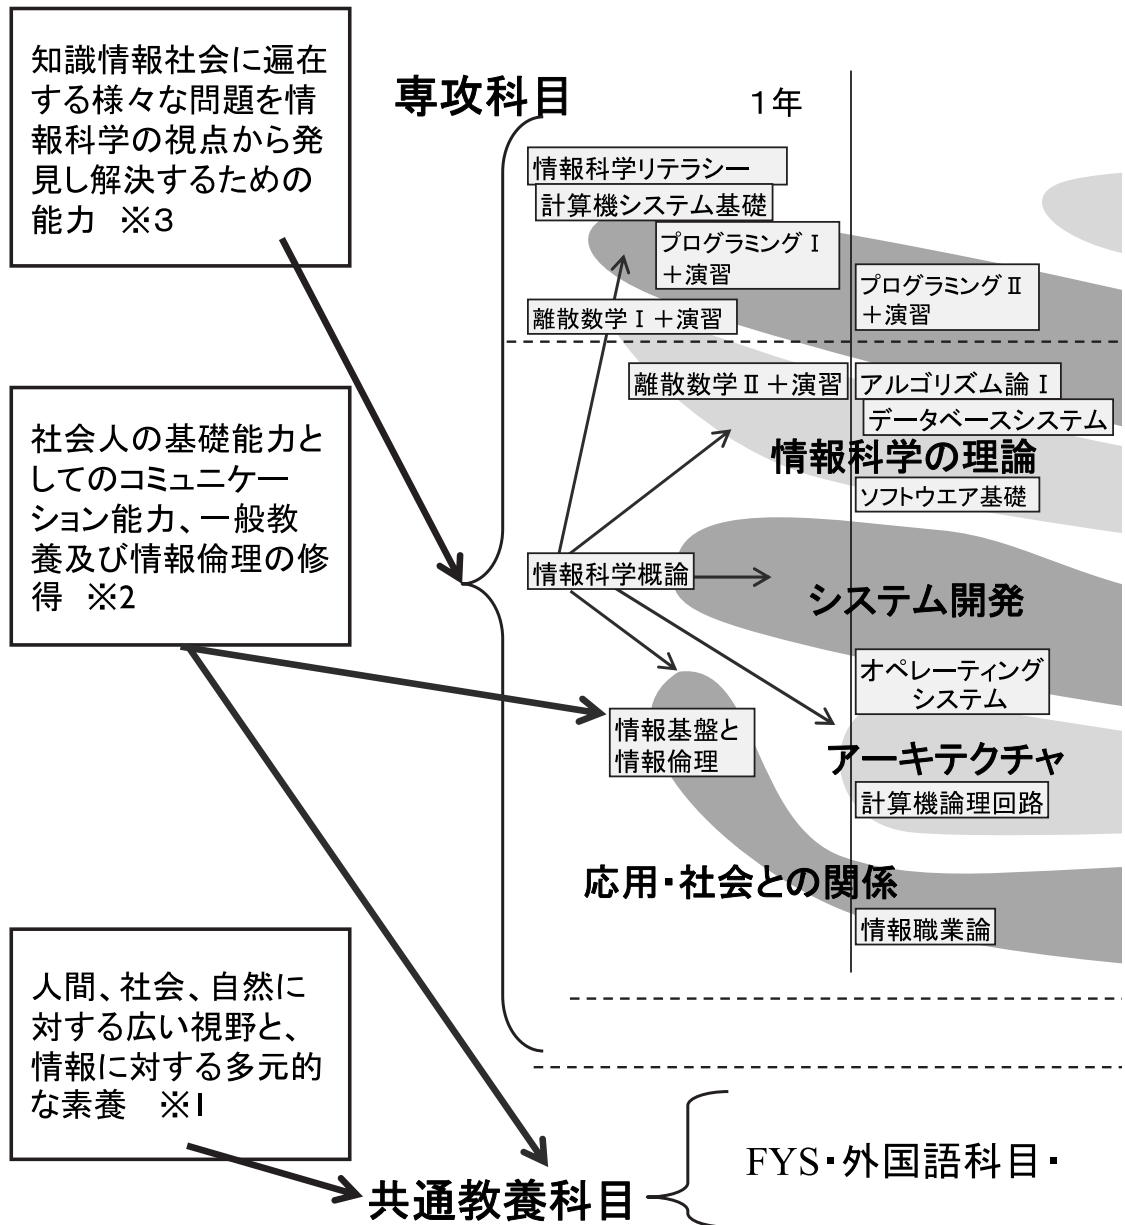 知識情報社会に遍在
する様々な問題を情
報科学の視点から発
見し解決するための
能力　※3
社会人の基礎能力と
してのコミュニケー
ション能力、一般教
養及び情報倫理の修
得　※2
人間、社会、自然に
対する広い視野と、
情報に対する多元的
な素養　※1
専攻科目
1年
情報科学リテラシー
計算機システム基礎
プログラミングⅠ
＋演習
プログラミングⅡ
＋演習
離散数学Ⅰ＋演習
離散数学Ⅱ＋演習
アルゴリズム論Ⅰ
データベースシステム
情報科学の理論
ソフトウエア基礎
情報科学概論
システム開発
オペレーティング
システム
情報基盤と
情報倫理
アーキテクチャ
計算機論理回路
応用・社会との関係
情報職業論
共通教養科目
FYS・外国語科目・